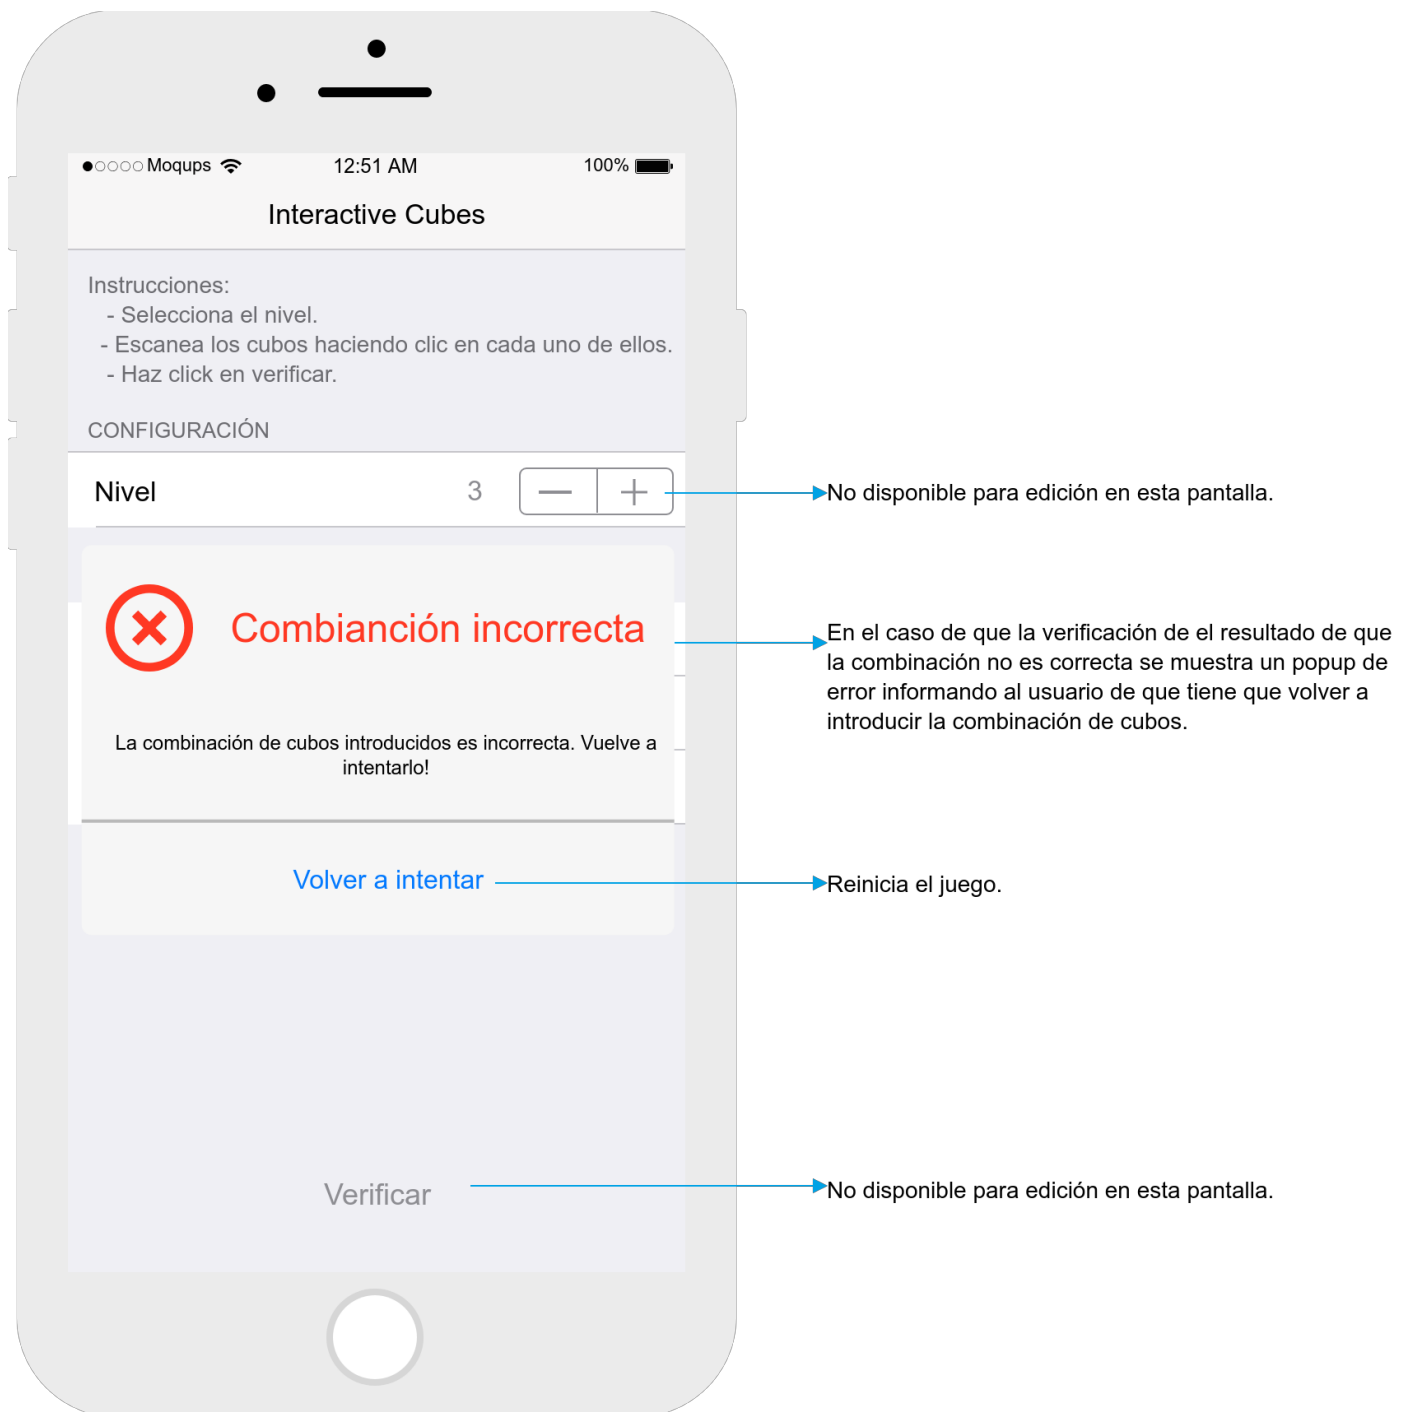 Moqups
12:51 AM
100%
Interactive Cubes
Instrucciones:
- Selecciona el nivel.
- Escanea los cubos haciendo clic en cada uno de ellos.
- Haz click en verificar.
CONFIGURACIÓN
Nivel
3
No disponible para edición en esta pantalla.
Combianción incorrecta
En el caso de que la verificación de el resultado de que
la combinación no es correcta se muestra un popup de
error informando al usuario de que tiene que volver a
introducir la combinación de cubos.
La combinación de cubos introducidos es incorrecta. Vuelve a
intentarlo!
Volver a intentar
Reinicia el juego.
Verificar
No disponible para edición en esta pantalla.